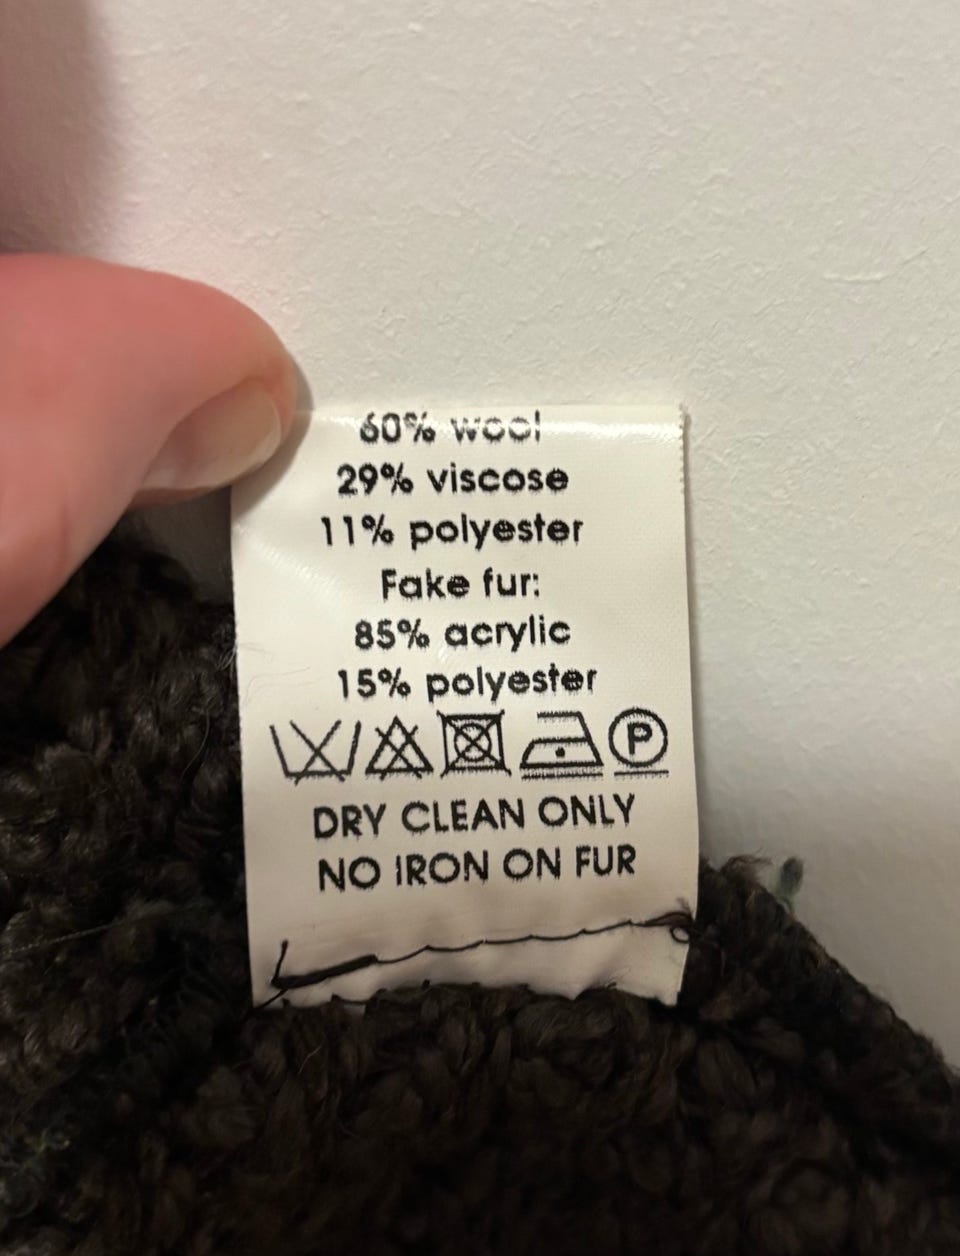 60% wool
29% viscose
11% polyester
Fake fur:
85% acrylic
15% polyester
P
DRY CLEAN ONLY
NO IRON ON FUR